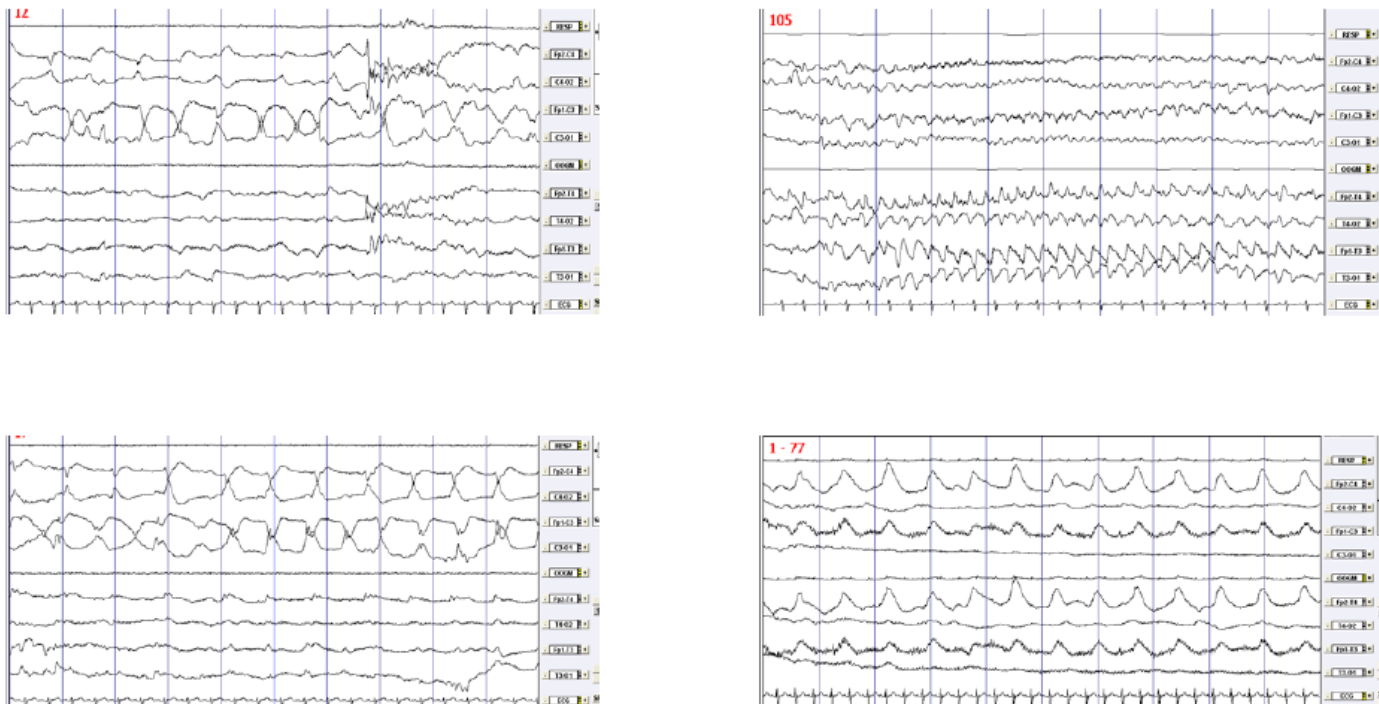 12
RESP
Fp2-C4
C4-O2
Fp1-C3
C3-O1
OOGM
Fp2-T4
T4-O2
Fp1-T3
T3-O1
ECG
105
RESP
Fp2-C4
C4-O2
Fp1-C3
C3-O1
OOGM
Fp2-T4
T4-O2
Fp1-T3
T3-O1
ECG
RESP
Fp2-C4
C4-O2
Fp1-C3
C3-O1
OOGM
Fp2-T4
T4-O2
Fp1-T3
T3-O1
ECG
1 - 77
RESP
Fp2-C4
C4-O2
Fp1-C3
C3-O1
OOGM
Fp2-T4
T4-O2
Fp1-T3
T3-O1
ECG